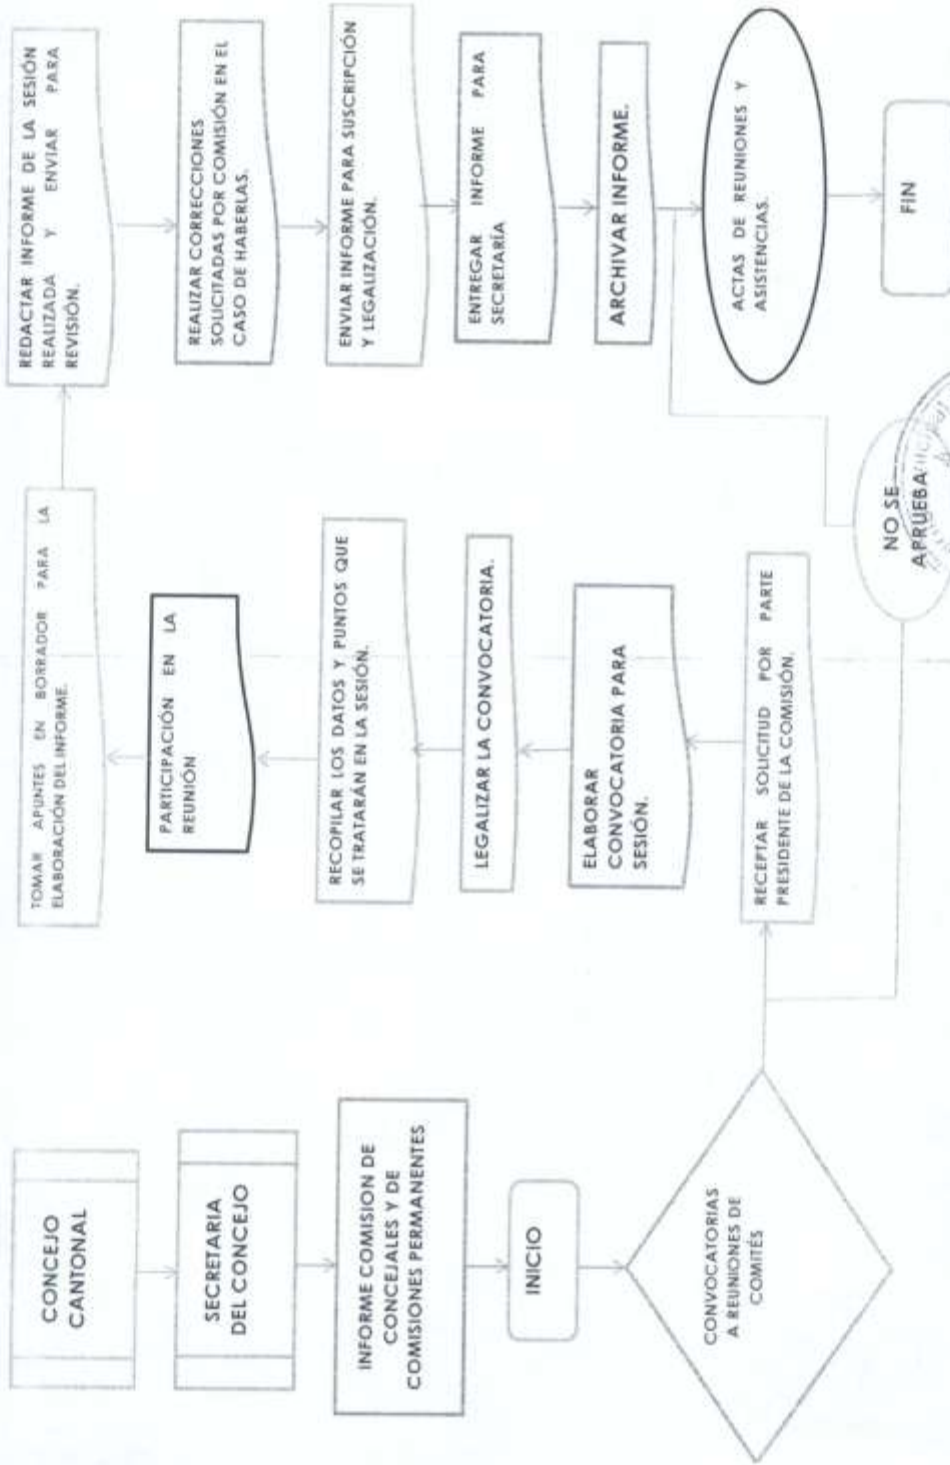 CONCEJO
CANTONAL
SECRETARIA
DEL CONCEJO
INFORME COMISION DE
CONCEJALES Y DE
COMISIONES PERMANENTES
INICIO
CONVOCATORIAS
A REUNIONES DE
COMITÉS
RECEPTAR SOLICITUD POR PARTE
PRESIDENTE DE LA COMISIÓN.
ELABORAR
CONVOCATORIA PARA
SESIÓN.
LEGALIZAR LA CONVOCATORIA.
RECOPILAR LOS DATOS Y PUNTOS QUE
SE TRATARÁN EN LA SESIÓN.
PARTICIPACIÓN EN LA
REUNIÓN
TOMAR APUNTES EN BORRADOR PARA LA
ELABORACIÓN DEL INFORME.
REDACTAR INFORME DE LA SESIÓN
REALIZADA Y ENVIAR PARA
REVISIÓN.
REALIZAR CORRECCIONES
SOLICITADAS POR COMISIÓN EN EL
CASO DE HABERLAS.
ENVIAR INFORME PARA SUSCRIPCIÓN
Y LEGALIZACIÓN.
ENTREGAR INFORME PARA
SECRETARÍA
ARCHIVAR INFORME.
ACTAS DE REUNIONES Y
ASISTENCIAS.
FIN
NO SE
APRUEBA